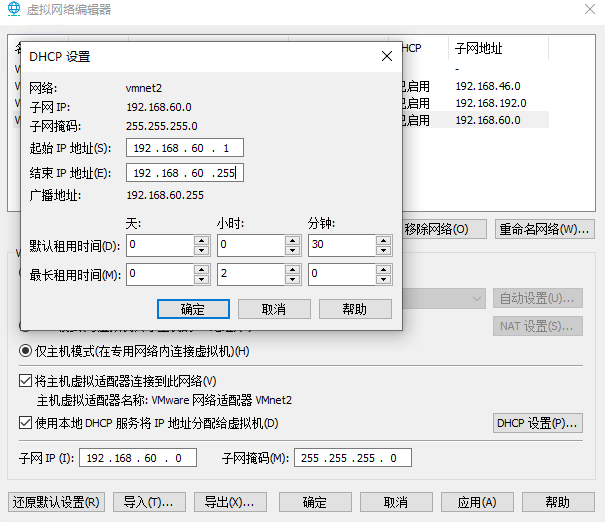 虚拟网络编辑器
DHCP 设置
HCP 子网地址
-
已启用 192.168.46.0
已启用 192.168.192.0
已启用 192.168.60.0
网络: vmnet2
子网 IP: 192.168.60.0
子网掩码: 255.255.255.0
起始 IP 地址(S): 192 . 168 . 60 . 1
结束 IP 地址(E): 192 . 168 . 60 . 255
广播地址: 192.168.60.255
天: 小时: 分钟:
默认租用时间(D): 0 0 30
最长租用时间(M): 0 2 0
确定 取消 帮助
移除网络(O) 重命名网络(W)...
自动设置(U)...
NAT 设置(S)...
仅主机模式(在专用网络内连接虚拟机)(H)
将主机虚拟适配器连接到此网络(V)
主机虚拟适配器名称: VMware 网络适配器 VMnet2
使用本地 DHCP 服务将 IP 地址分配给虚拟机(D) DHCP 设置(P)...
子网 IP (I): 192 . 168 . 60 . 0 子网掩码(M): 255 . 255 . 255 . 0
还原默认设置(R) 导入(T)... 导出(X)... 确定 取消 应用(A) 帮助